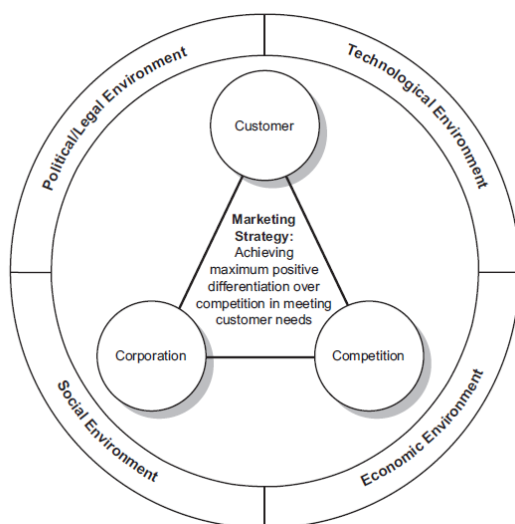 Political/Legal Environment
Technological Environment
Customer
Marketing
Strategy:
Achieving
maximum positive
differentiation over
competition in meeting
customer needs
Corporation
Competition
Social Environment
Economic Environment